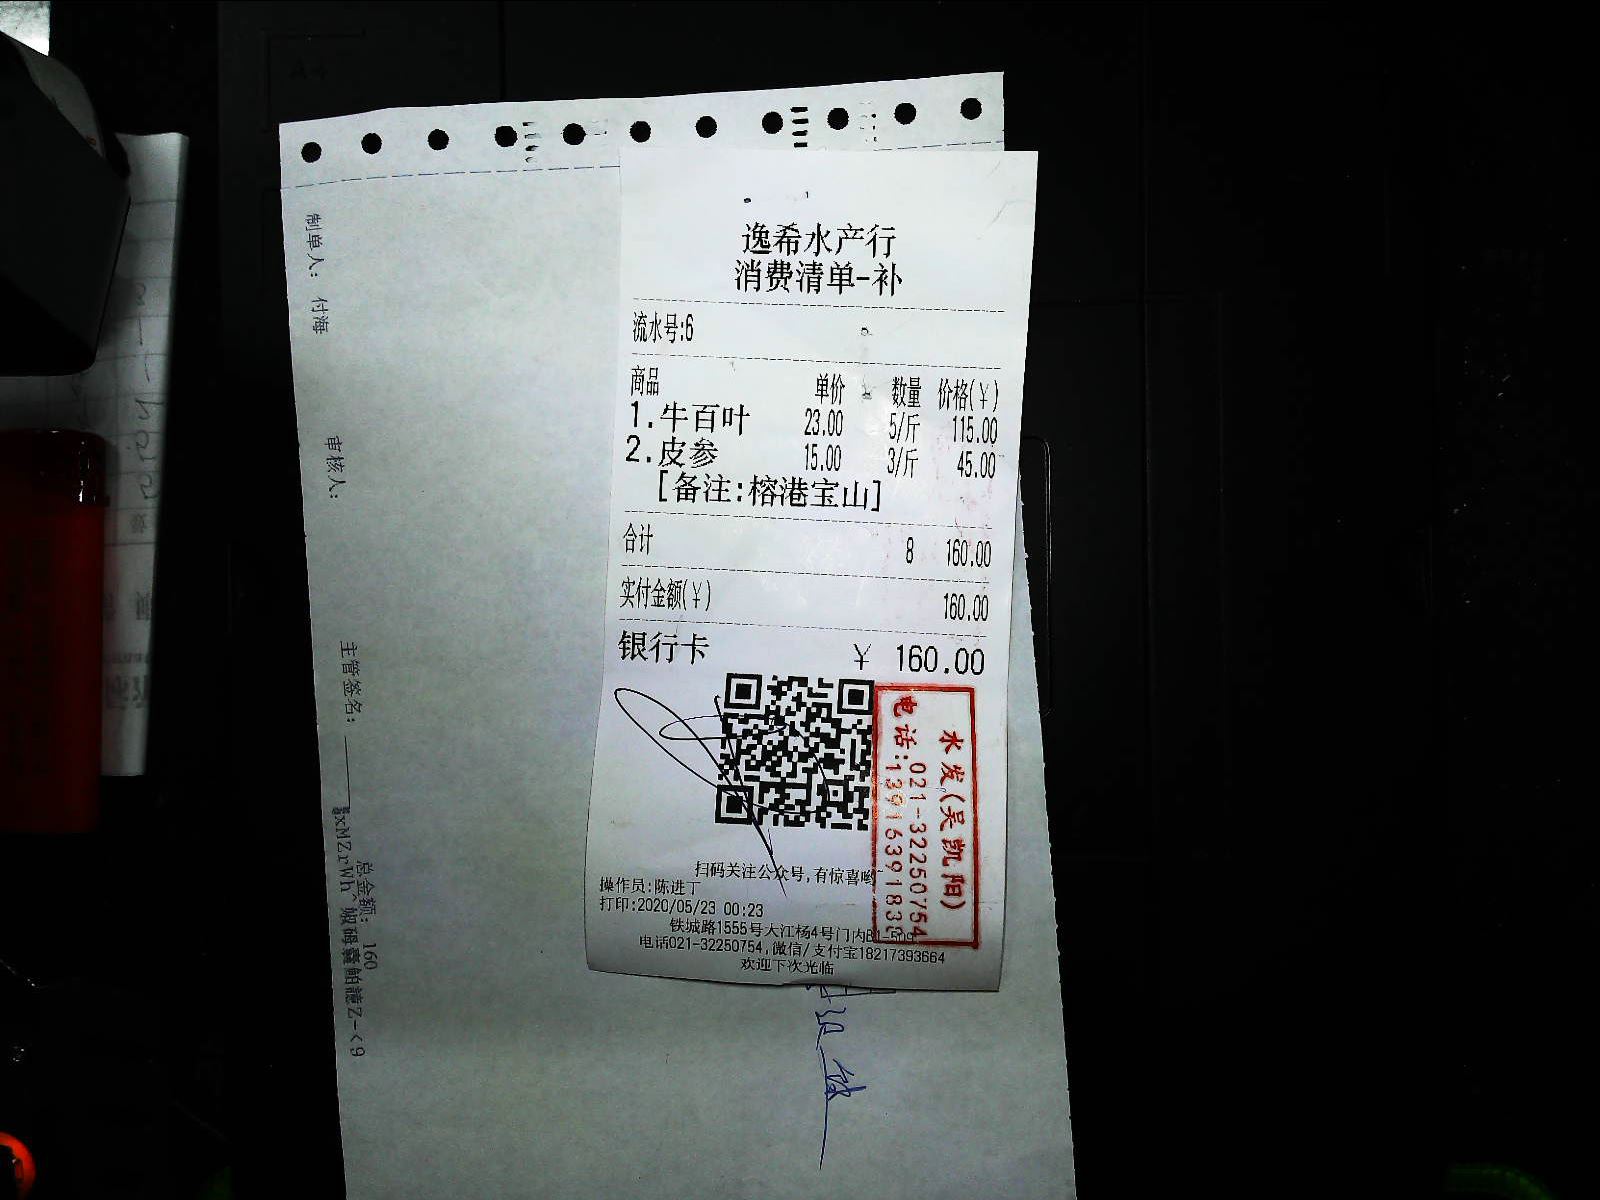 逸希水产行
消费清单-补
流水号:6
商品 单价 数量 价格(¥)
1.牛百叶 23.00 5/斤 115.00
2.皮参 15.00 3/斤 45.00
[备注:榕港宝山]
合计 8 160.00
实付金额(¥) 160.00
银行卡 ¥ 160.00
扫码关注公众号,有惊喜哟~
操作员:陈进丁
打印:2020/05/23 00:23
铁城路1555号大江杨4号门内B1-509
电话021-32250754,微信/支付宝18217393664
欢迎下次光临
水发(吴凯阳)
电话:021-32250754
制单人: 付海
审核人:
主管签名:
总金额: 160